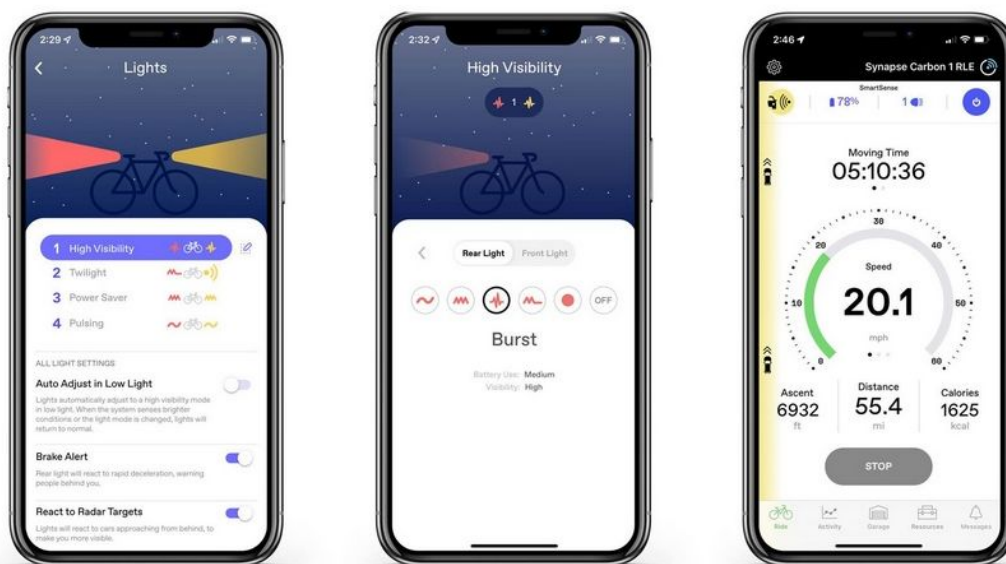 2:29
Lights
1 High Visibility
2 Twilight
3 Power Saver
4 Pulsing
ALL LIGHT SETTINGS
Auto Adjust in Low Light
Lights automatically adjust to a high visibility mode
in low light. When the system senses brighter
conditions or the light mode is changed, lights will
return to normal.
Brake Alert
Rear light will react to rapid deceleration, warning
people behind you.
React to Radar Targets
Lights will react to cars approaching from behind, to
make you more visible.
2:32
High Visibility
1
Rear Light Front Light
OFF
Burst
Battery Use: Medium
Visibility: High
2:46
Synapse Carbon 1 RLE
SmartSense
78% 1
Moving Time
05:10:36
0 10 20 30 40 50 60
Speed
20.1
mph
Ascent Distance Calories
6932 55.4 1625
ft mi kcal
STOP
Ride Activity Garage Resources Messages